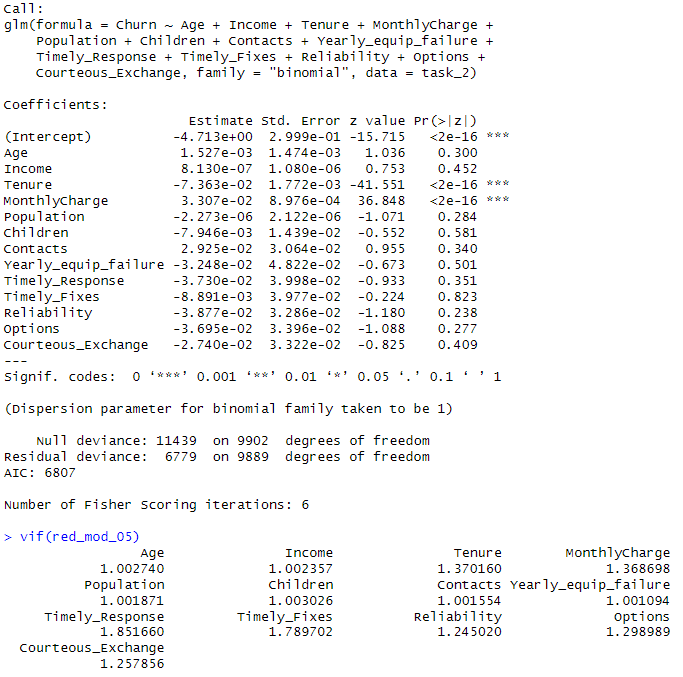 Call:
glm(formula = Churn ~ Age + Income + Tenure + MonthlyCharge +
    Population + Children + Contacts + Yearly_equip_failure +
    Timely_Response + Timely_Fixes + Reliability + Options +
    Courteous_Exchange, family = "binomial", data = task_2)

Coefficients:
                       Estimate Std. Error z value Pr(>|z|)
(Intercept)          -4.713e+00  2.999e-01 -15.715   <2e-16 ***
Age                   1.527e-03  1.474e-03   1.036    0.300
Income                8.130e-07  1.080e-06   0.753    0.452
Tenure               -7.363e-02  1.772e-03 -41.551   <2e-16 ***
MonthlyCharge         3.307e-02  8.976e-04  36.848   <2e-16 ***
Population           -2.273e-06  2.122e-06  -1.071    0.284
Children             -7.946e-03  1.439e-02  -0.552    0.581
Contacts              2.925e-02  3.064e-02   0.955    0.340
Yearly_equip_failure -3.248e-02  4.822e-02  -0.673    0.501
Timely_Response      -3.730e-02  3.998e-02  -0.933    0.351
Timely_Fixes         -8.891e-03  3.977e-02  -0.224    0.823
Reliability          -3.877e-02  3.286e-02  -1.180    0.238
Options              -3.695e-02  3.396e-02  -1.088    0.277
Courteous_Exchange   -2.740e-02  3.322e-02  -0.825    0.409
---
Signif. codes:  0 ‘***’ 0.001 ‘**’ 0.01 ‘*’ 0.05 ‘.’ 0.1 ‘ ’ 1

(Dispersion parameter for binomial family taken to be 1)

    Null deviance: 11439  on 9902  degrees of freedom
Residual deviance:  6779  on 9889  degrees of freedom
AIC: 6807

Number of Fisher Scoring iterations: 6

> vif(red_mod_05)
                 Age               Income               Tenure        MonthlyCharge
            1.002740             1.002357             1.370160             1.368698
          Population             Children             Contacts Yearly_equip_failure
            1.001871             1.003026             1.001554             1.001094
     Timely_Response         Timely_Fixes          Reliability              Options
            1.851660             1.789702             1.245020             1.298989
  Courteous_Exchange
            1.257856